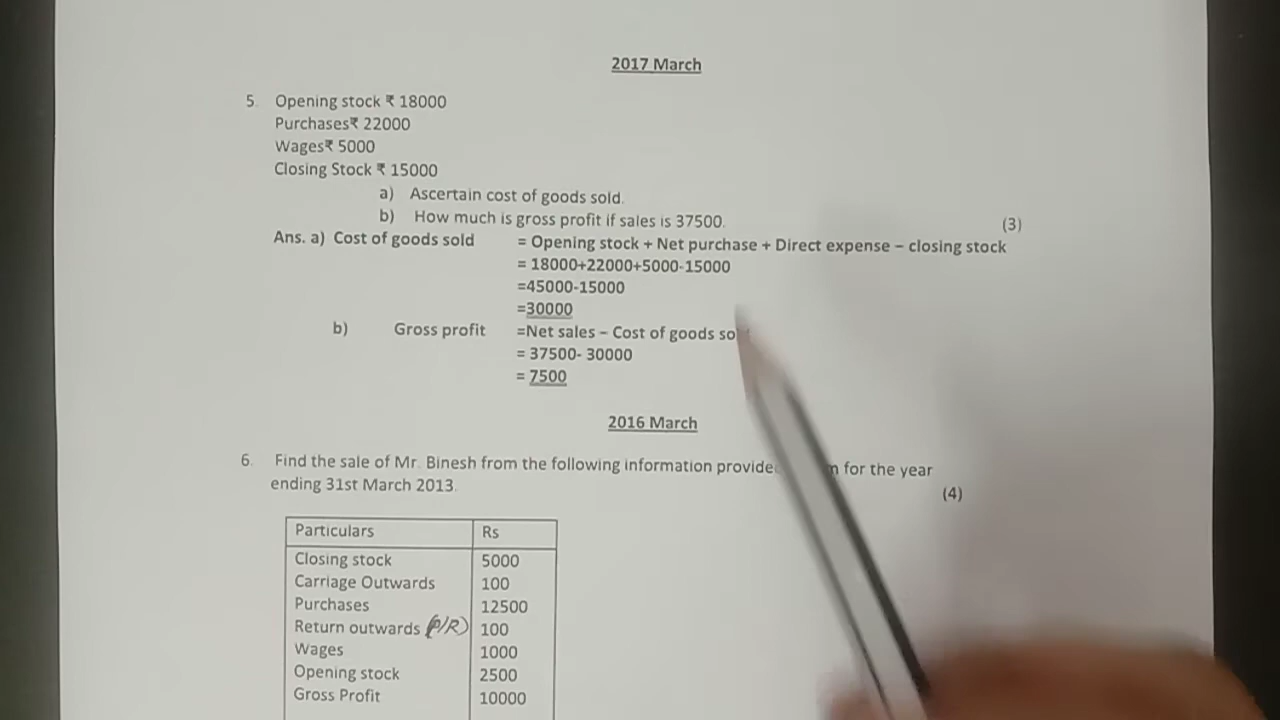 2017 March
5. Opening stock ₹ 18000
Purchases₹ 22000
Wages₹ 5000
Closing Stock ₹ 15000
a) Ascertain cost of goods sold.
b) How much is gross profit if sales is 37500.
(3)
Ans. a) Cost of goods sold = Opening stock + Net purchase + Direct expense – closing stock
= 18000+22000+5000-15000
=45000-15000
=30000
b) Gross profit =Net sales – Cost of goods
= 37500- 30000
= 7500
2016 March
6. Find the sale of Mr. Binesh from the following information for the year
ending 31st March 2013.
(4)
Particulars Rs
Closing stock 5000
Carriage Outwards 100
Purchases 12500
Return outwards (P/R) 100
Wages 1000
Opening stock 2500
Gross Profit 10000